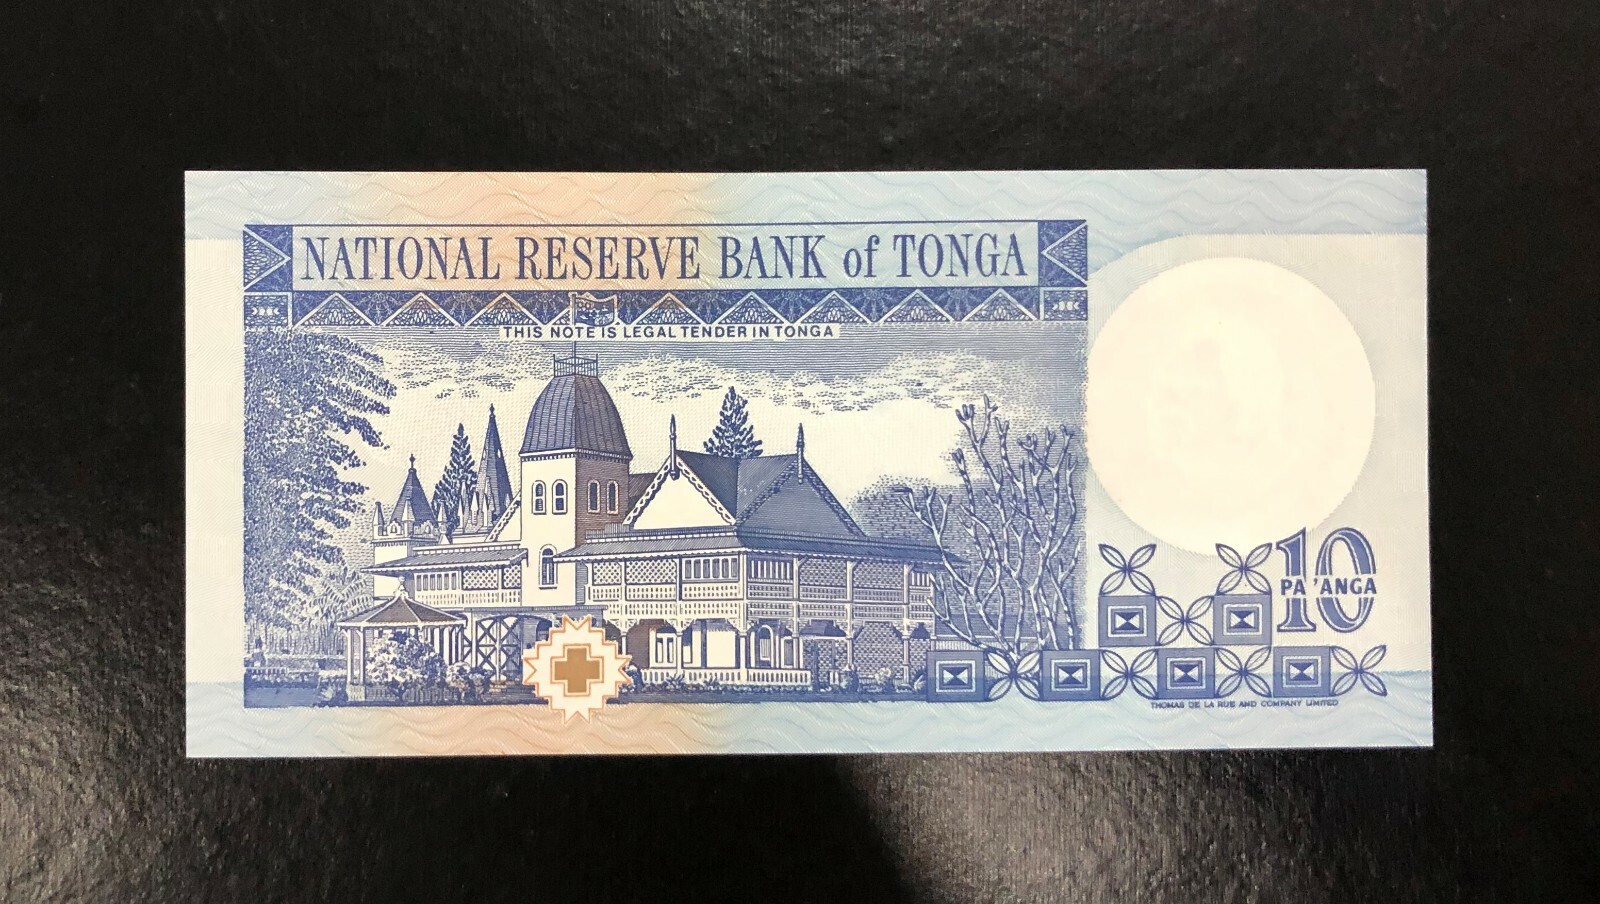 NATIONAL RESERVE BANK of TONGA
THIS NOTE IS LEGAL TENDER IN TONGA
10
PA'ANGA
THOMAS DE LA RUE AND COMPANY LIMITED